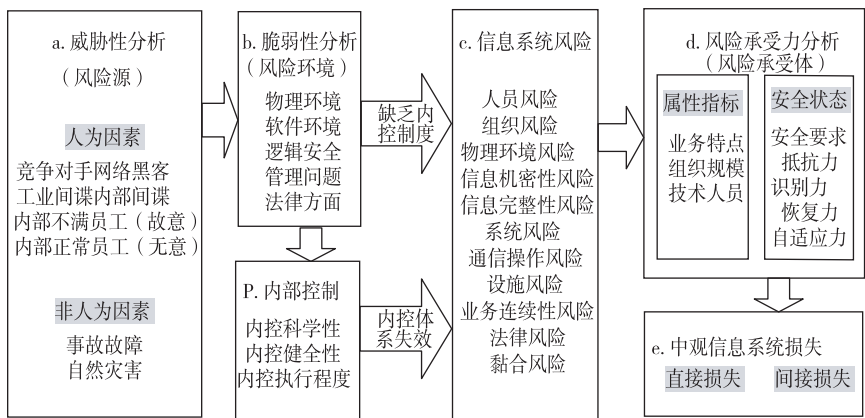 a. 威胁性分析
（风险源）
人为因素
竞争对手网络黑客
工业间谍内部间谍
内部不满员工（故意）
内部正常员工（无意）
非人为因素
事故故障
自然灾害
b. 脆弱性分析
（风险环境）
物理环境
软件环境
逻辑安全
管理问题
法律方面
P. 内部控制
内控科学性
内控健全性
内控执行程度
缺乏内
控制度
内控体
系失效
c. 信息系统风险
人员风险
组织风险
物理环境风险
信息机密性风险
信息完整性风险
系统风险
通信操作风险
设施风险
业务连续性风险
法律风险
黏合风险
d. 风险承受力分析
（风险承受体）
属性指标
业务特点
组织规模
技术人员
安全状态
安全要求
抵抗力
识别力
恢复力
自适应力
e. 中观信息系统损失
直接损失 间接损失